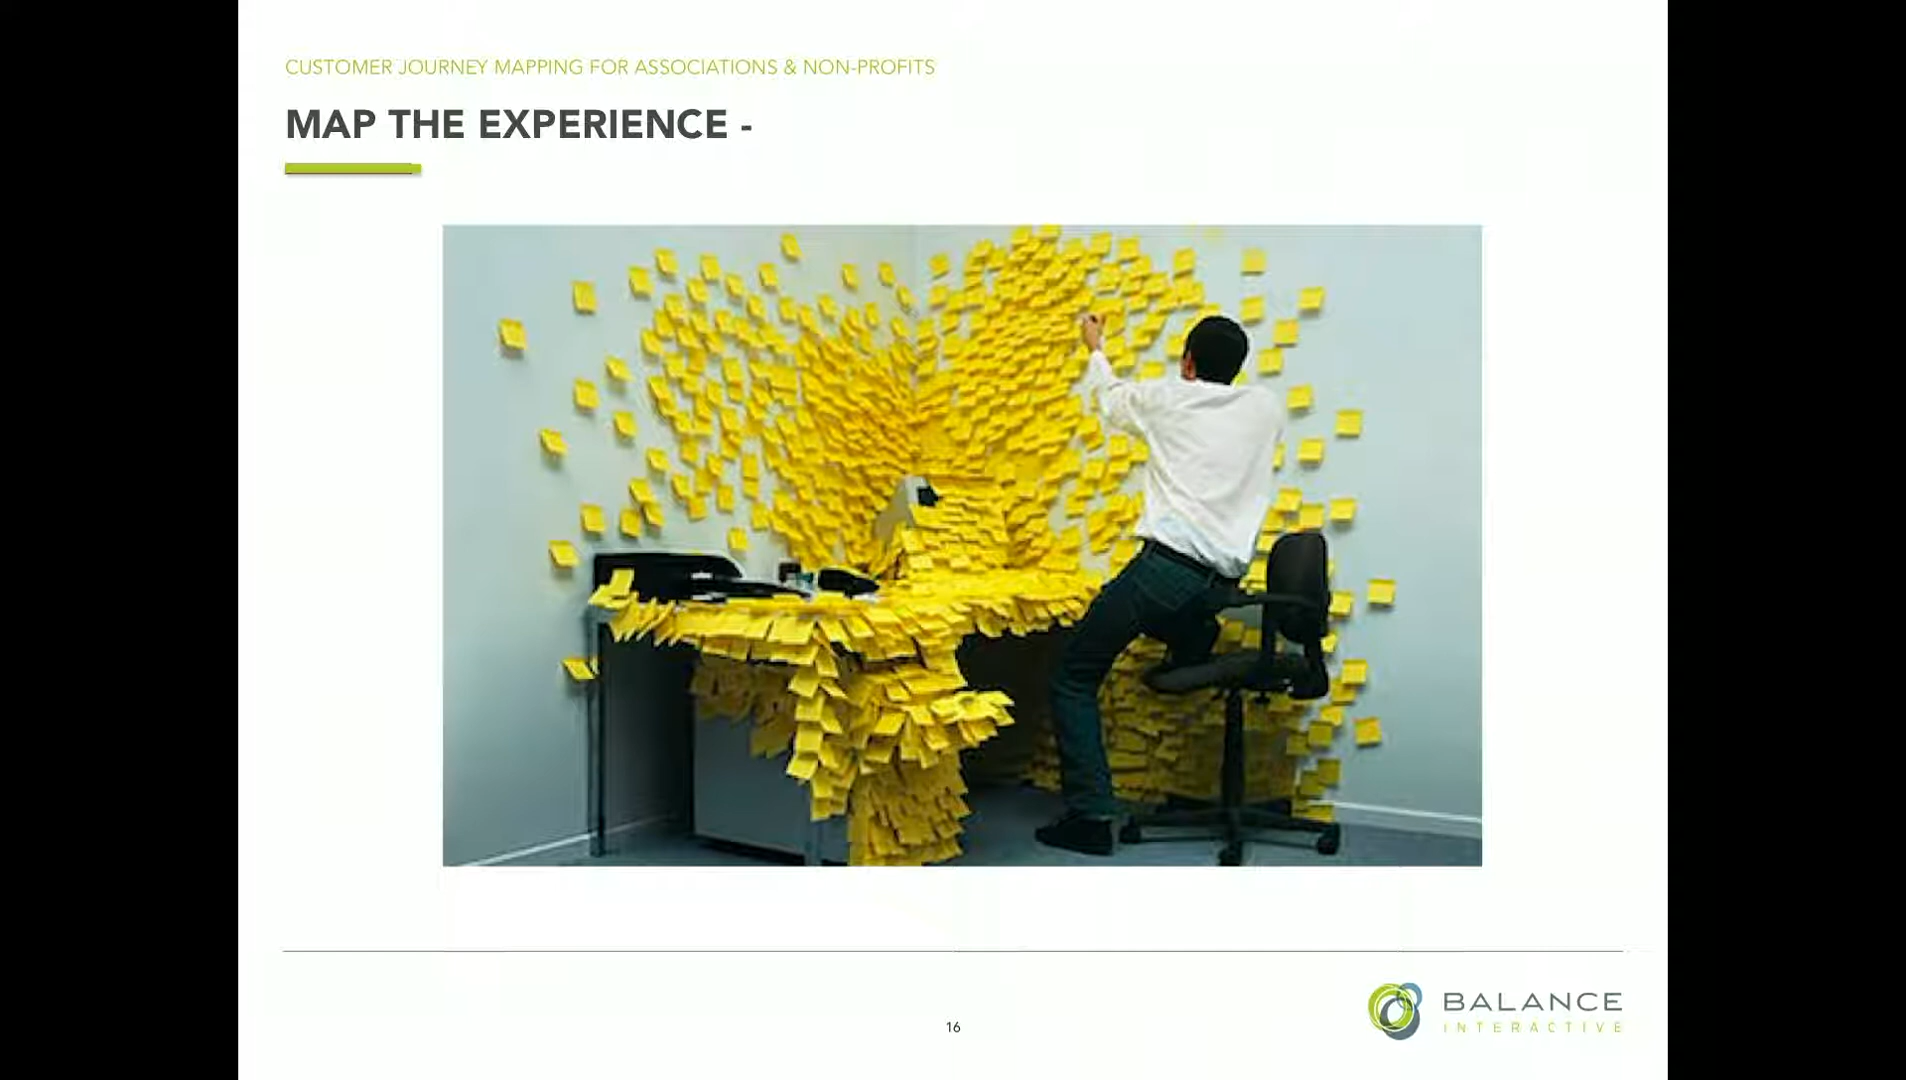 CUSTOMER JOURNEY MAPPING FOR ASSOCIATIONS & NON-PROFITS
MAP THE EXPERIENCE -
16
BALANCE
INTERACTIVE